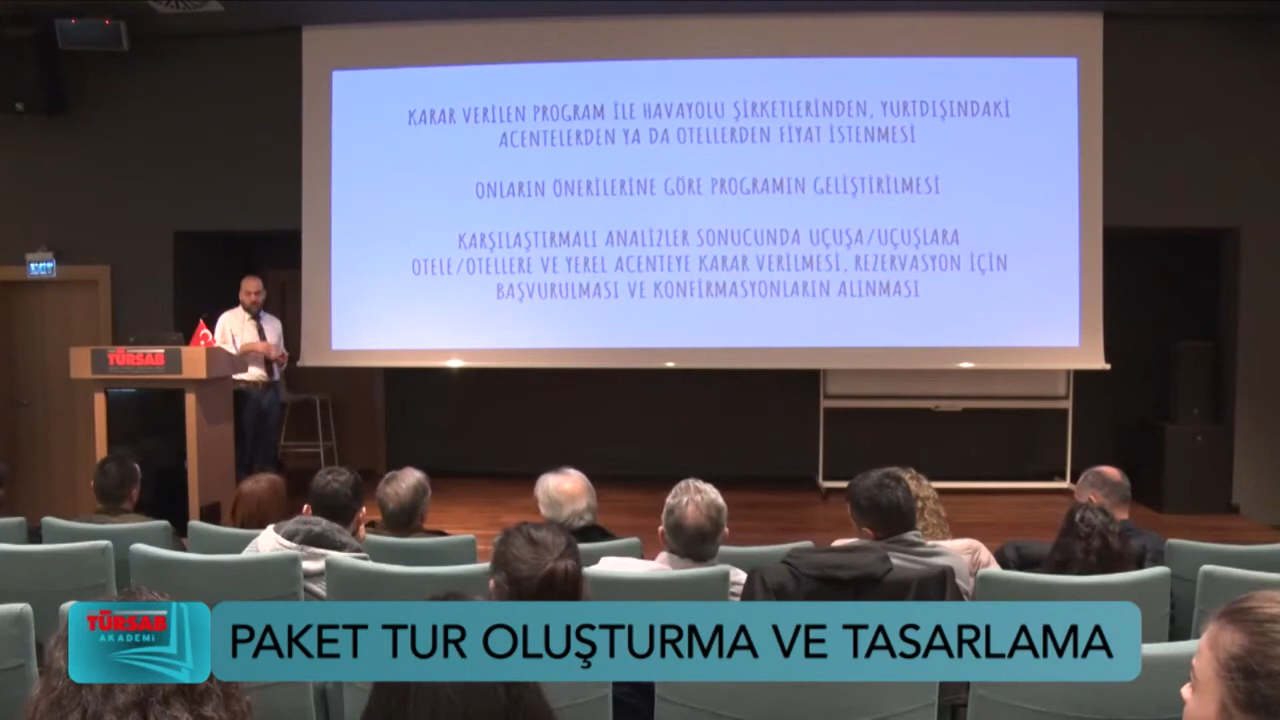 KARAR VERİLEN PROGRAM İLE HAVAYOLU ŞİRKETLERİNDEN, YURTDIŞINDAKİ
ACENTELERDEN YA DA OTELLERDEN FİYAT İSTENMESİ
ONLARIN ÖNERİLERİNE GÖRE PROGRAMIN GELİŞTİRİLMESİ
KARŞILAŞTIRMALI ANALİZLER SONUCUNDA UÇUŞA/UÇUŞLARA
OTELE/OTELLERE VE YEREL ACENTEYE KARAR VERİLMESİ, REZERVASYON İÇİN
BAŞVURULMASI VE KONFİRMASYONLARIN ALINMASI
EXIT
TÜRSAB
TÜRSAB
AKADEMİ
PAKET TUR OLUŞTURMA VE TASARLAMA